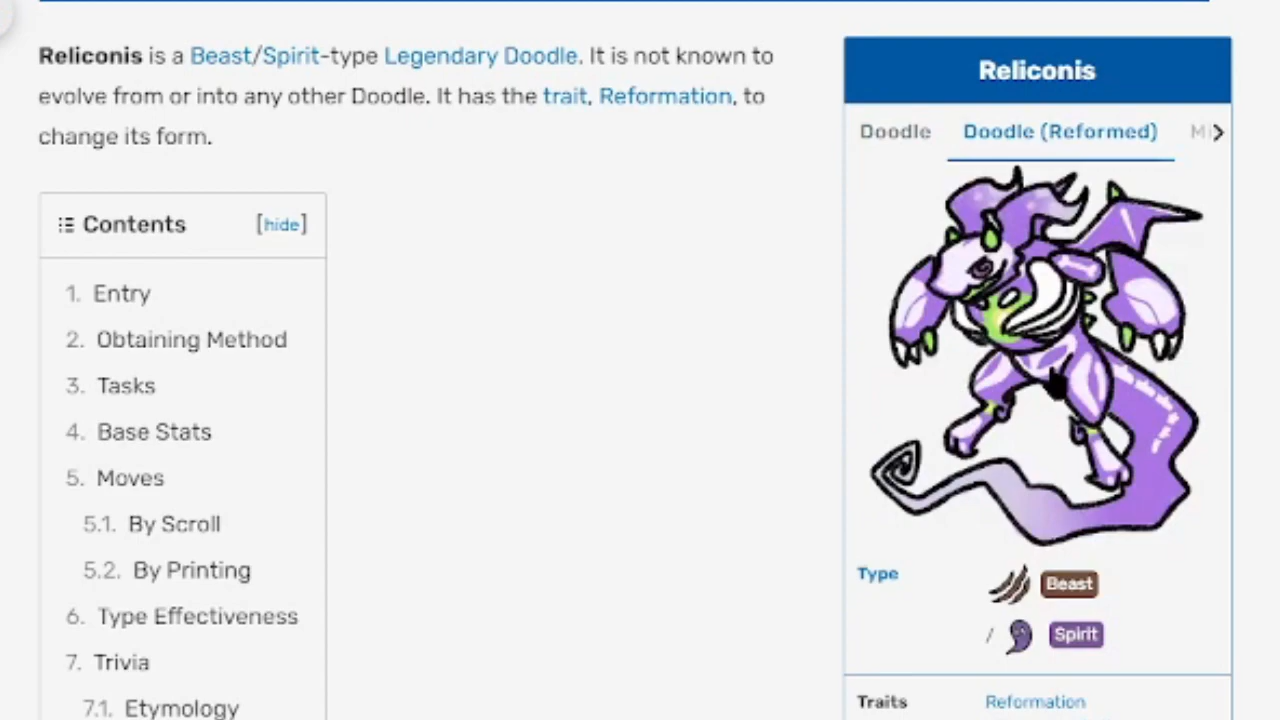 Reliconis is a Beast/Spirit-type Legendary Doodle. It is not known to
evolve from or into any other Doodle. It has the trait, Reformation, to
change its form.
Contents [hide]
1. Entry
2. Obtaining Method
3. Tasks
4. Base Stats
5. Moves
5.1. By Scroll
5.2. By Printing
6. Type Effectiveness
7. Trivia
7.1. Etymology
Reliconis
Doodle Doodle (Reformed)
Type Beast
/ Spirit
Traits Reformation